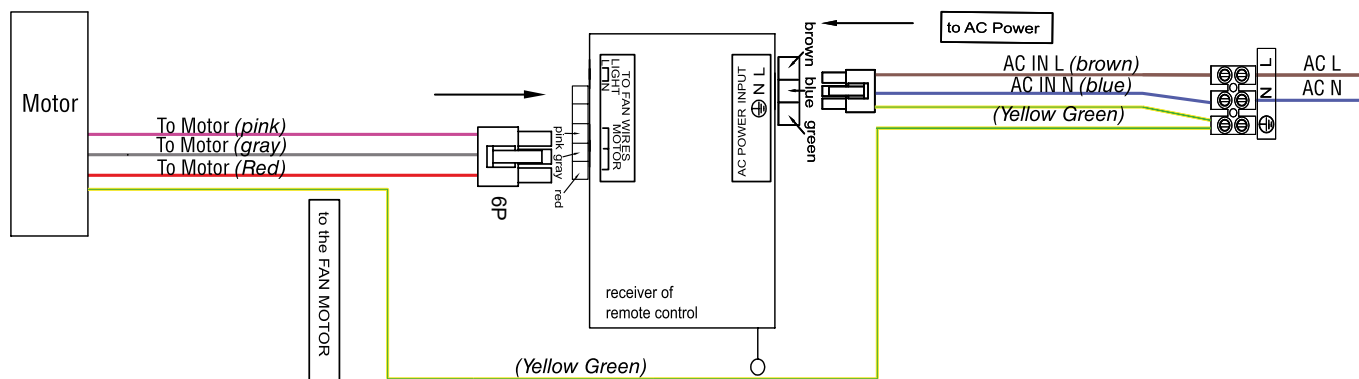 to AC Power
brown
blue
green
AC IN L (brown)
AC IN N (blue)
(Yellow Green)
L
N
AC L
AC N
Motor
To Motor (pink)
To Motor (gray)
To Motor (Red)
6P
pink
gray
red
TO FAN WIRES
LIGHT
L N
MOTOR
AC POWER INPUT
N L
receiver of
remote control
to the FAN MOTOR
(Yellow Green)